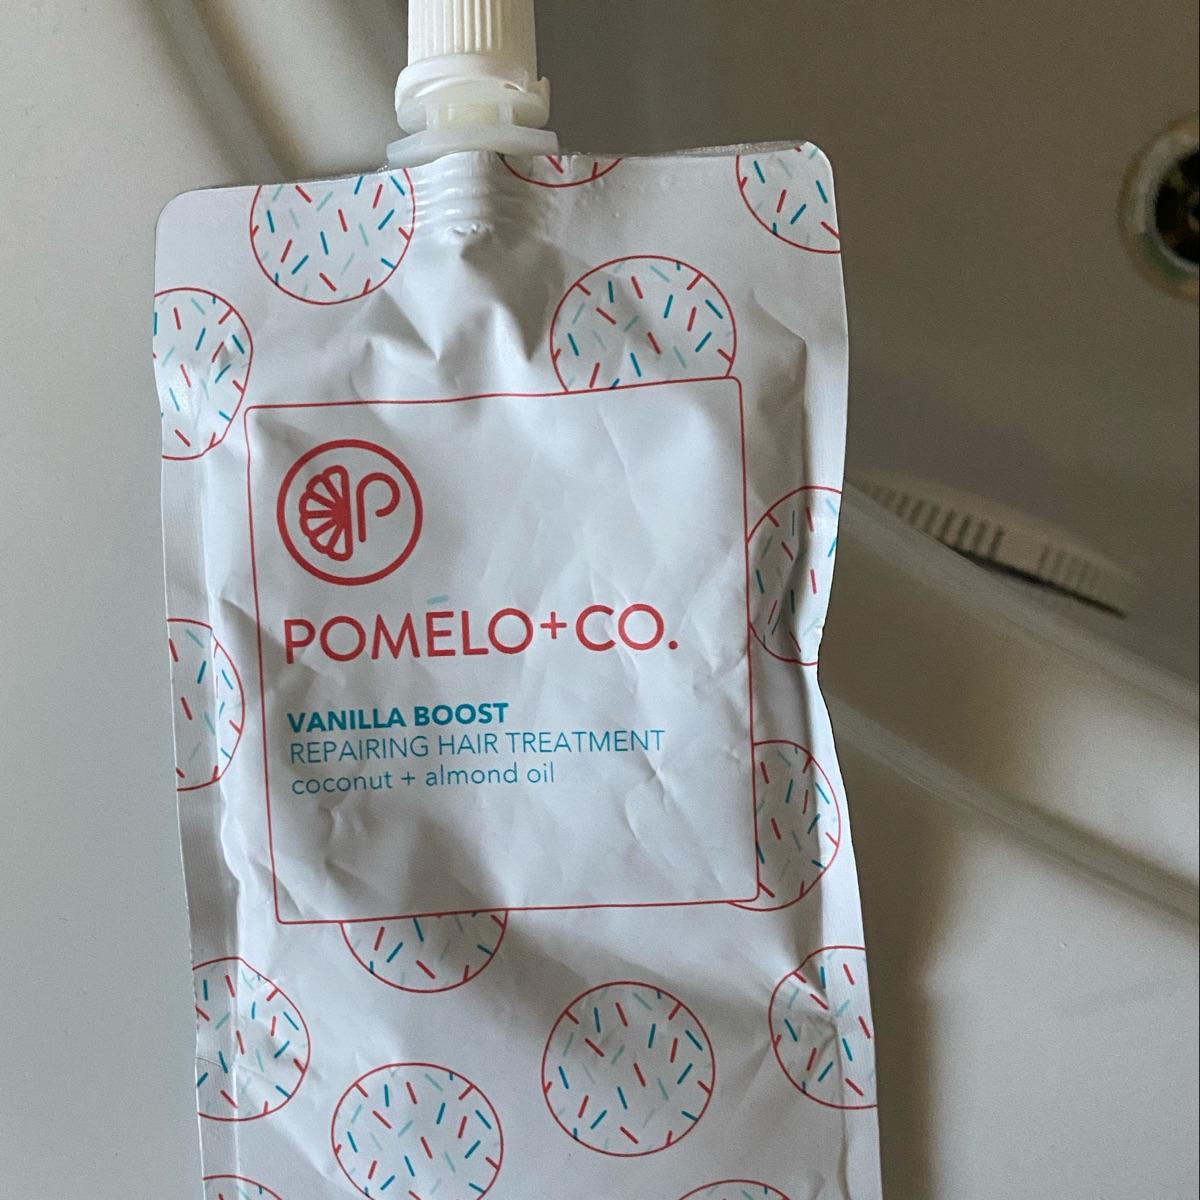 P
POMELO+CO.
VANILLA BOOST
REPAIRING HAIR TREATMENT
coconut + almond oil